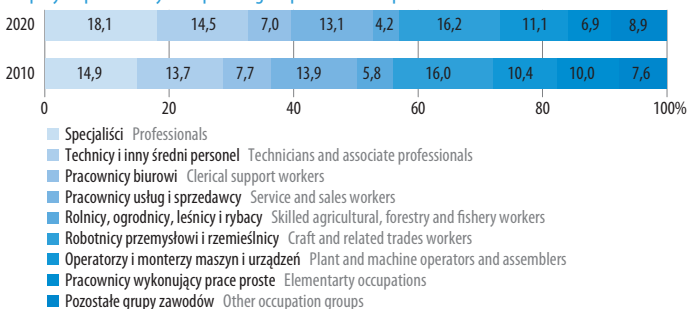 2020 18,1 14,5 7,0 13,1 4,2 16,2 11,1 6,9 8,9
2010 14,9 13,7 7,7 13,9 5,8 16,0 10,4 10,0 7,6
0 20 40 60 80 100%
Specjaliści Professionals
Technicy i inny średni personel Technicians and associate professionals
Pracownicy biurowi Clerical support workers
Pracownicy usług i sprzedawcy Service and sales workers
Rolnicy, ogrodnicy, leśnicy i rybacy Skilled agricultural, forestry and fishery workers
Robotnicy przemysłowi i rzemieślnicy Craft and related trades workers
Operatorzy i monterzy maszyn i urządzeń Plant and machine operators and assemblers
Pracownicy wykonujący prace proste Elementarty occupations
Pozostałe grupy zawodów Other occupation groups